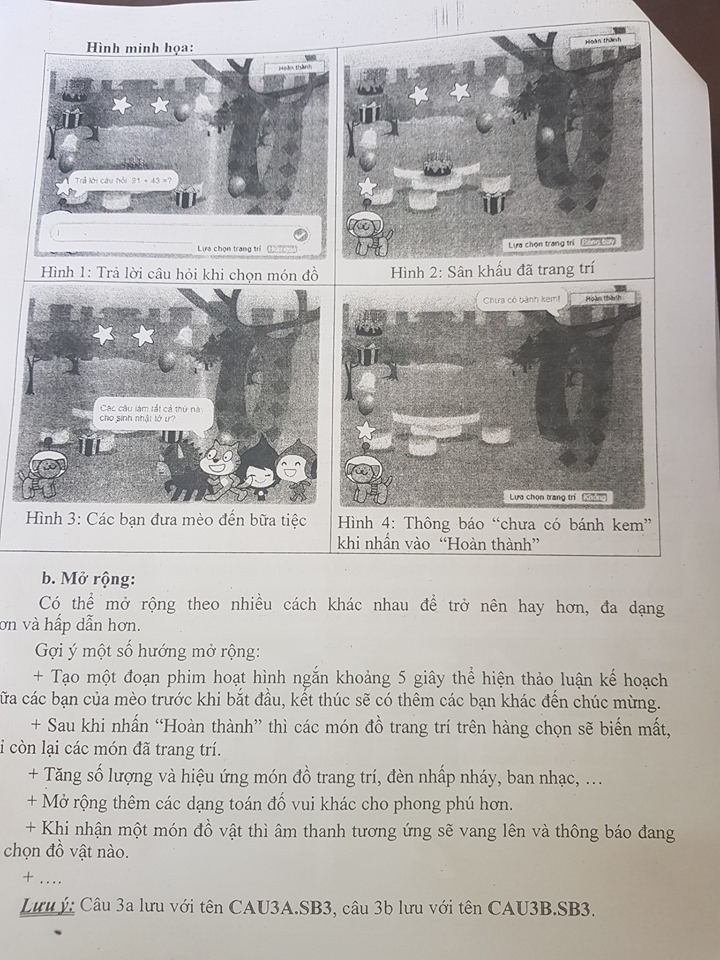 Hình minh họa:
Hoàn thành
Trả lời câu hỏi 91 + 43 =?
Lựa chọn trang trí
Hình 1: Trả lời câu hỏi khi chọn món đồ
Hoàn thành
Lựa chọn trang trí Bóng bay
Hình 2: Sân khấu đã trang trí
Các cậu làm tất cả thứ này
cho sinh nhật tớ ư?
Hình 3: Các bạn đưa mèo đến bữa tiệc
Chưa có bánh kem!
Hoàn thành
Lựa chọn trang trí Không
Hình 4: Thông báo “chưa có bánh kem”
khi nhấn vào “Hoàn thành”
b. Mở rộng:
Có thể mở rộng theo nhiều cách khác nhau để trở nên hay hơn, đa dạng
ơn và hấp dẫn hơn.
Gợi ý một số hướng mở rộng:
+ Tạo một đoạn phim hoạt hình ngắn khoảng 5 giây thể hiện thảo luận kế hoạch
ữa các bạn của mèo trước khi bắt đầu, kết thúc sẽ có thêm các bạn khác đến chúc mừng.
+ Sau khi nhấn “Hoàn thành” thì các món đồ trang trí trên hàng chọn sẽ biến mất,
ỉ còn lại các món đã trang trí.
+ Tăng số lượng và hiệu ứng món đồ trang trí, đèn nhấp nháy, ban nhạc, …
+ Mở rộng thêm các dạng toán đố vui khác cho phong phú hơn.
+ Khi nhận một món đồ vật thì âm thanh tương ứng sẽ vang lên và thông báo đang
chọn đồ vật nào.
+ ….
Lưu ý: Câu 3a lưu với tên CAU3A.SB3, câu 3b lưu với tên CAU3B.SB3.